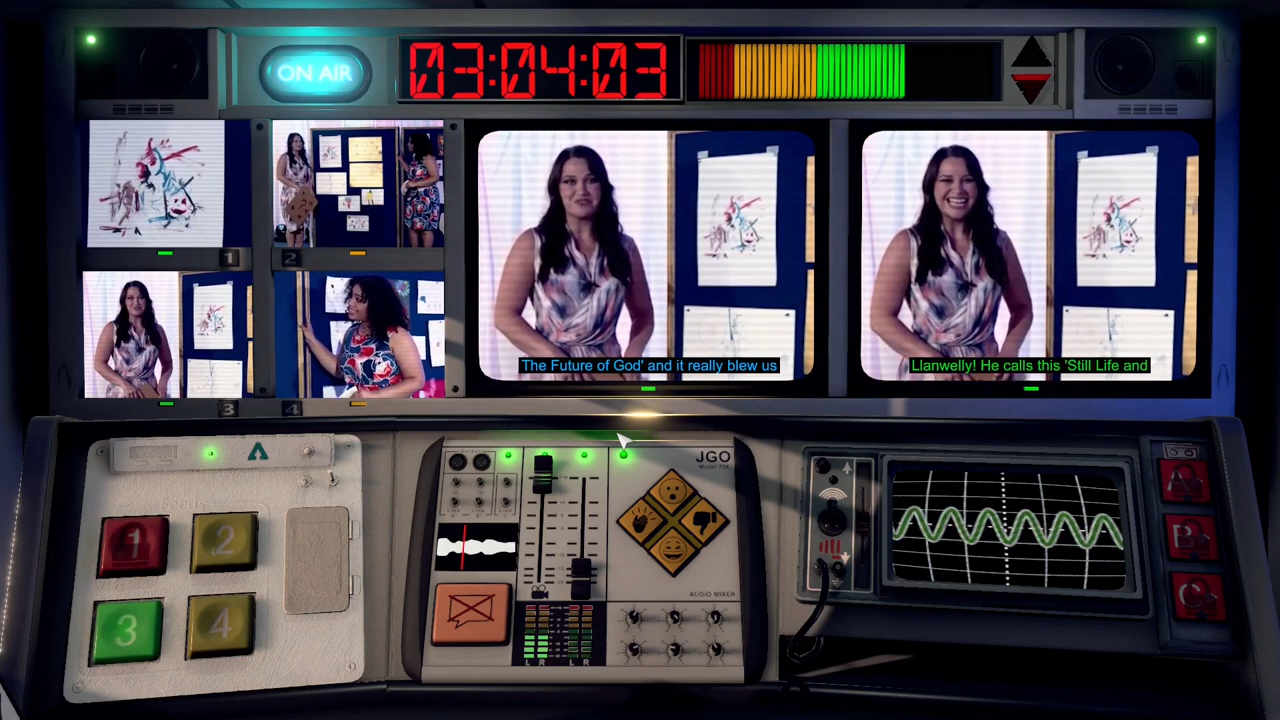 ON AIR
03:04:03
1
2
3
4
The Future of God' and it really blew us
Llanwelly! He calls this 'Still Life and
1
2
3
4
JGO
AUDIO MIXER
L R L R
A
B
C